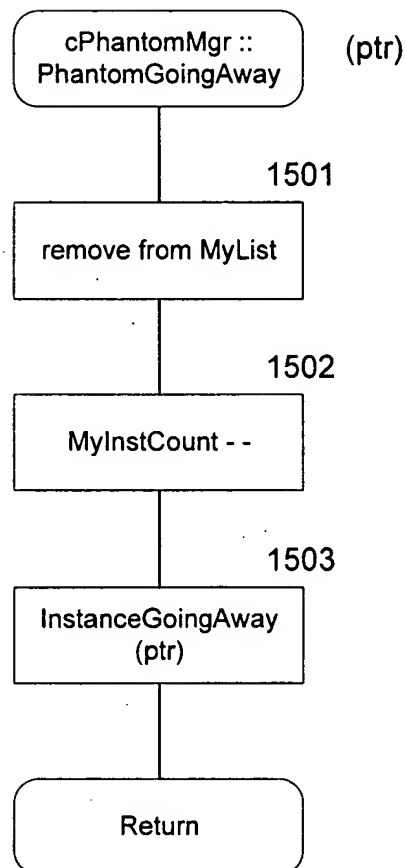 cPhantomMgr ::
PhantomGoingAway
(ptr)
1501
remove from MyList
1502
MyInstCount - -
1503
InstanceGoingAway
(ptr)
Return